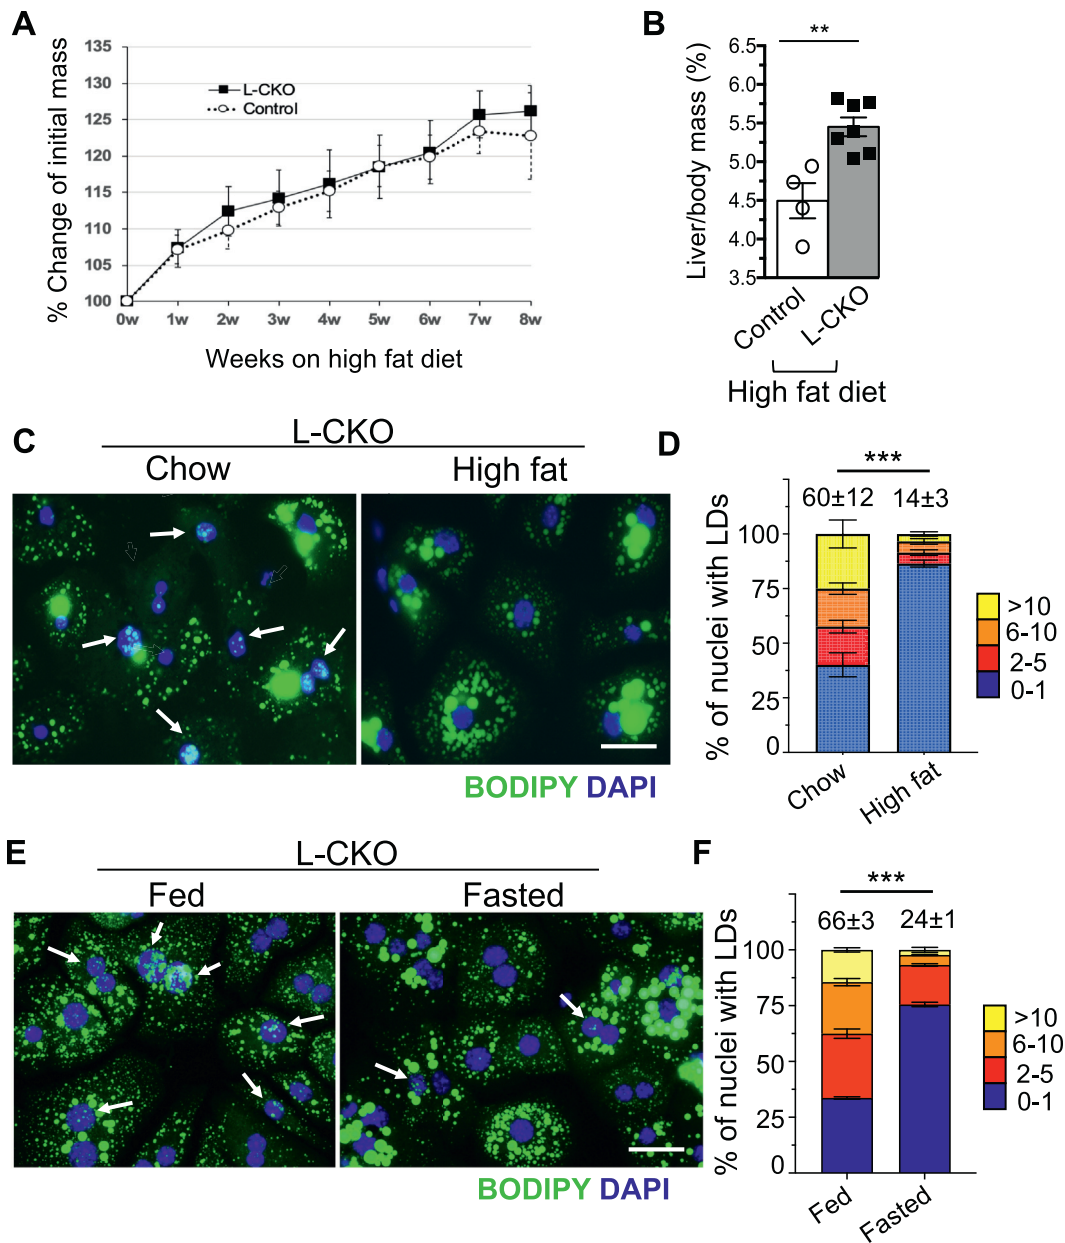 A
% Change of initial mass
135
130
125
120
115
110
105
100
L-CKO
Control
0w 1w 2w 3w 4w 5w 6w 7w 8w
Weeks on high fat diet
B
**
Liver/body mass (%)
6.5
6.0
5.5
5.0
4.5
4.0
3.5
Control
L-CKO
High fat diet
C
L-CKO
Chow
High fat
BODIPY DAPI
D
***
60±12 14±3
% of nuclei with LDs
100
75
50
25
0
Chow
High fat
>10
6-10
2-5
0-1
E
L-CKO
Fed
Fasted
BODIPY DAPI
F
***
66±3 24±1
% of nuclei with LDs
100
75
50
25
0
Fed
Fasted
>10
6-10
2-5
0-1